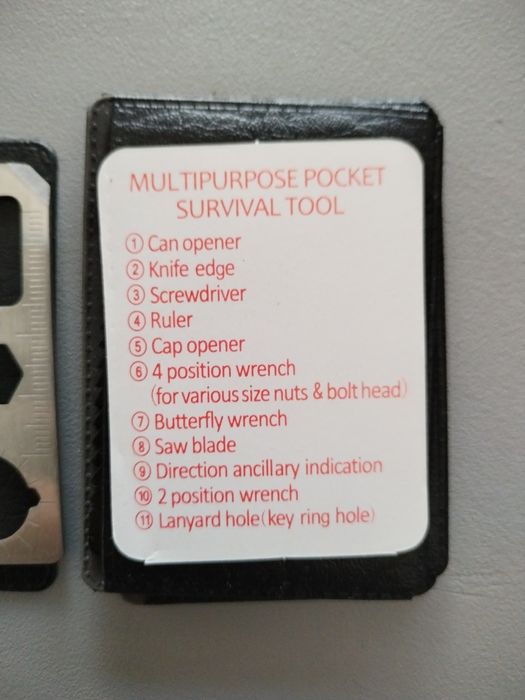 MULTIPURPOSE POCKET
SURVIVAL TOOL
① Can opener
② Knife edge
③ Screwdriver
④ Ruler
⑤ Cap opener
⑥ 4 position wrench
(for various size nuts & bolt head)
⑦ Butterfly wrench
⑧ Saw blade
⑨ Direction ancillary indication
⑩ 2 position wrench
⑪ Lanyard hole(key ring hole)